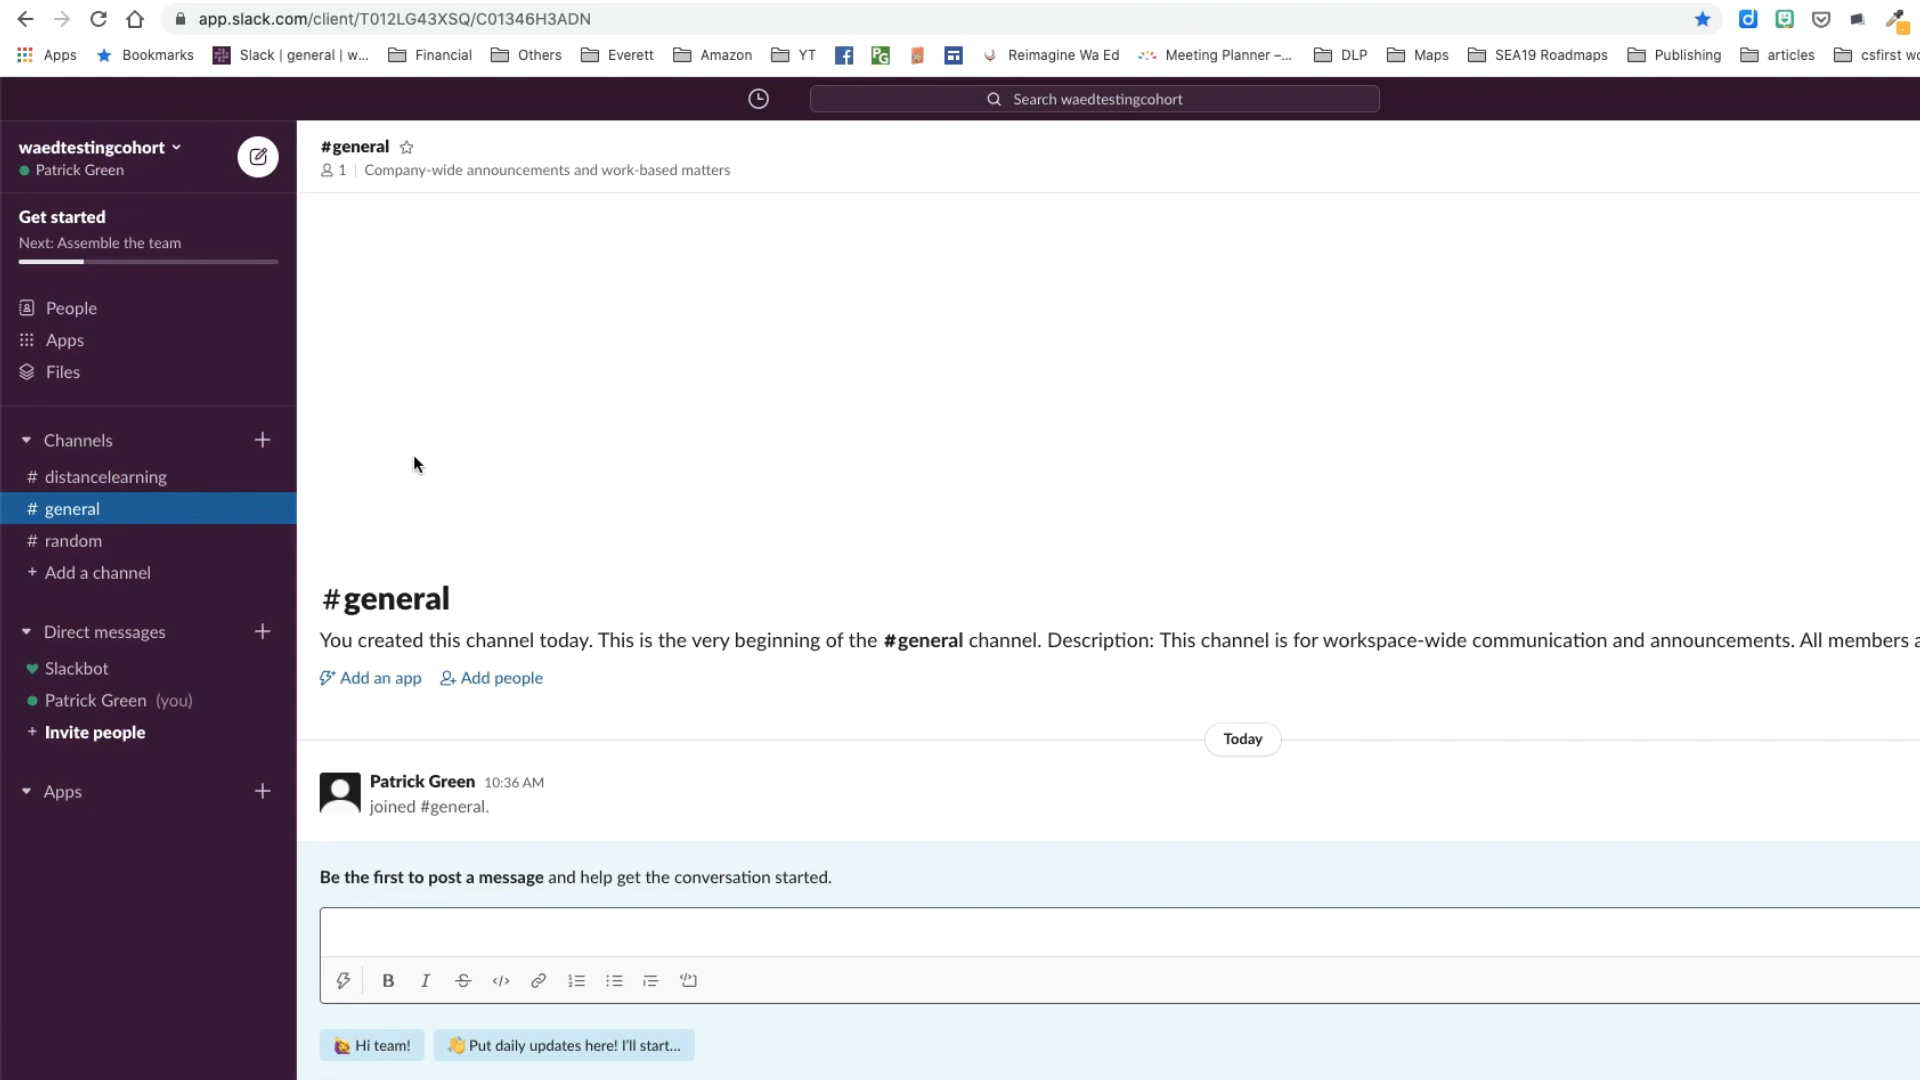 app.slack.com/client/T012LG43XSQ/C01346H3ADN
Apps Bookmarks Slack | general | w... Financial Others Everett Amazon YT Reimagine Wa Ed Meeting Planner –... DLP Maps SEA19 Roadmaps Publishing articles csfirst wo
Search waedtestingcohort
waedtestingcohort
Patrick Green
Get started
Next: Assemble the team
People
Apps
Files
Channels
# distancelearning
# general
# random
+ Add a channel
Direct messages
Slackbot
Patrick Green (you)
+ Invite people
Apps
#general
1 | Company-wide announcements and work-based matters
#general
You created this channel today. This is the very beginning of the #general channel. Description: This channel is for workspace-wide communication and announcements. All members a
Add an app Add people
Today
Patrick Green 10:36 AM
joined #general.
Be the first to post a message and help get the conversation started.
B I S </>
Hi team! Put daily updates here! I'll start...